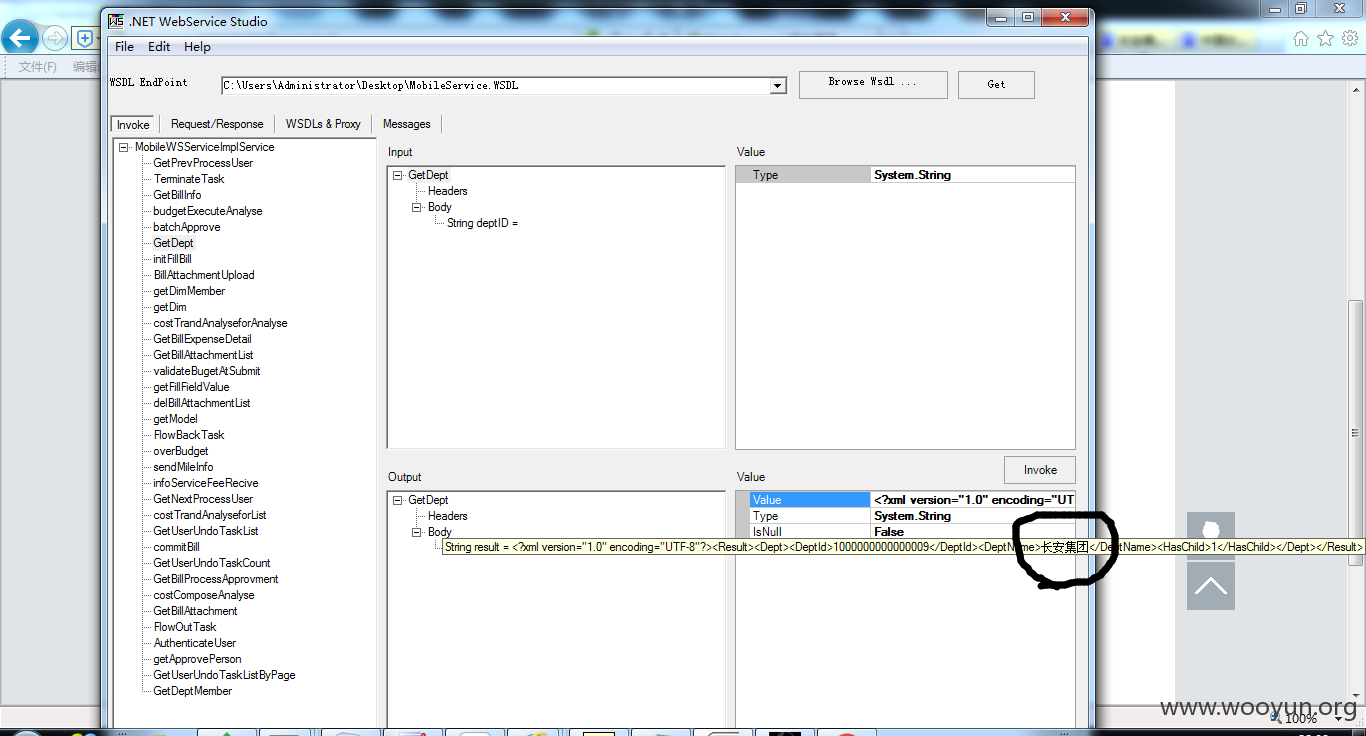 .NET WebService Studio
File Edit Help
文件(F) 编辑(
WSDL EndPoint
C:\Users\Administrator\Desktop\MobileService.WSDL
Browse Wsdl ...
Get
Invoke
Request/Response
WSDLs & Proxy
Messages
MobileWSServiceImplService
GetPrevProcessUser
TerminateTask
GetBillInfo
budgetExecuteAnalyse
batchApprove
GetDept
initFillBill
BillAttachmentUpload
getDimMember
getDim
costTrandAnalyseforAnalyse
GetBillExpenseDetail
GetBillAttachmentList
validateBugetAtSubmit
getFillFieldValue
delBillAttachmentList
getModel
FlowBackTask
overBudget
sendMileInfo
infoServiceFeeRecive
GetNextProcessUser
costTrandAnalyseforList
GetUserUndoTaskList
commitBill
GetUserUndoTaskCount
GetBillProcessApprovment
costComposeAnalyse
GetBillAttachment
FlowOutTask
AuthenticateUser
getApprovePerson
GetUserUndoTaskListByPage
GetDeptMember
Input
GetDept
Headers
Body
String deptID =
Value
Type System.String
Invoke
Output
GetDept
Headers
Body
Value
Value <?xml version="1.0" encoding="UT
Type System.String
IsNull False
String result = <?xml version="1.0" encoding="UTF-8"?><Result><Dept><DeptId>1000000000000009</DeptId><DeptName>长安集团</DeptName><HasChild>1</HasChild></Dept></Result>
www.wooyun.org
100%